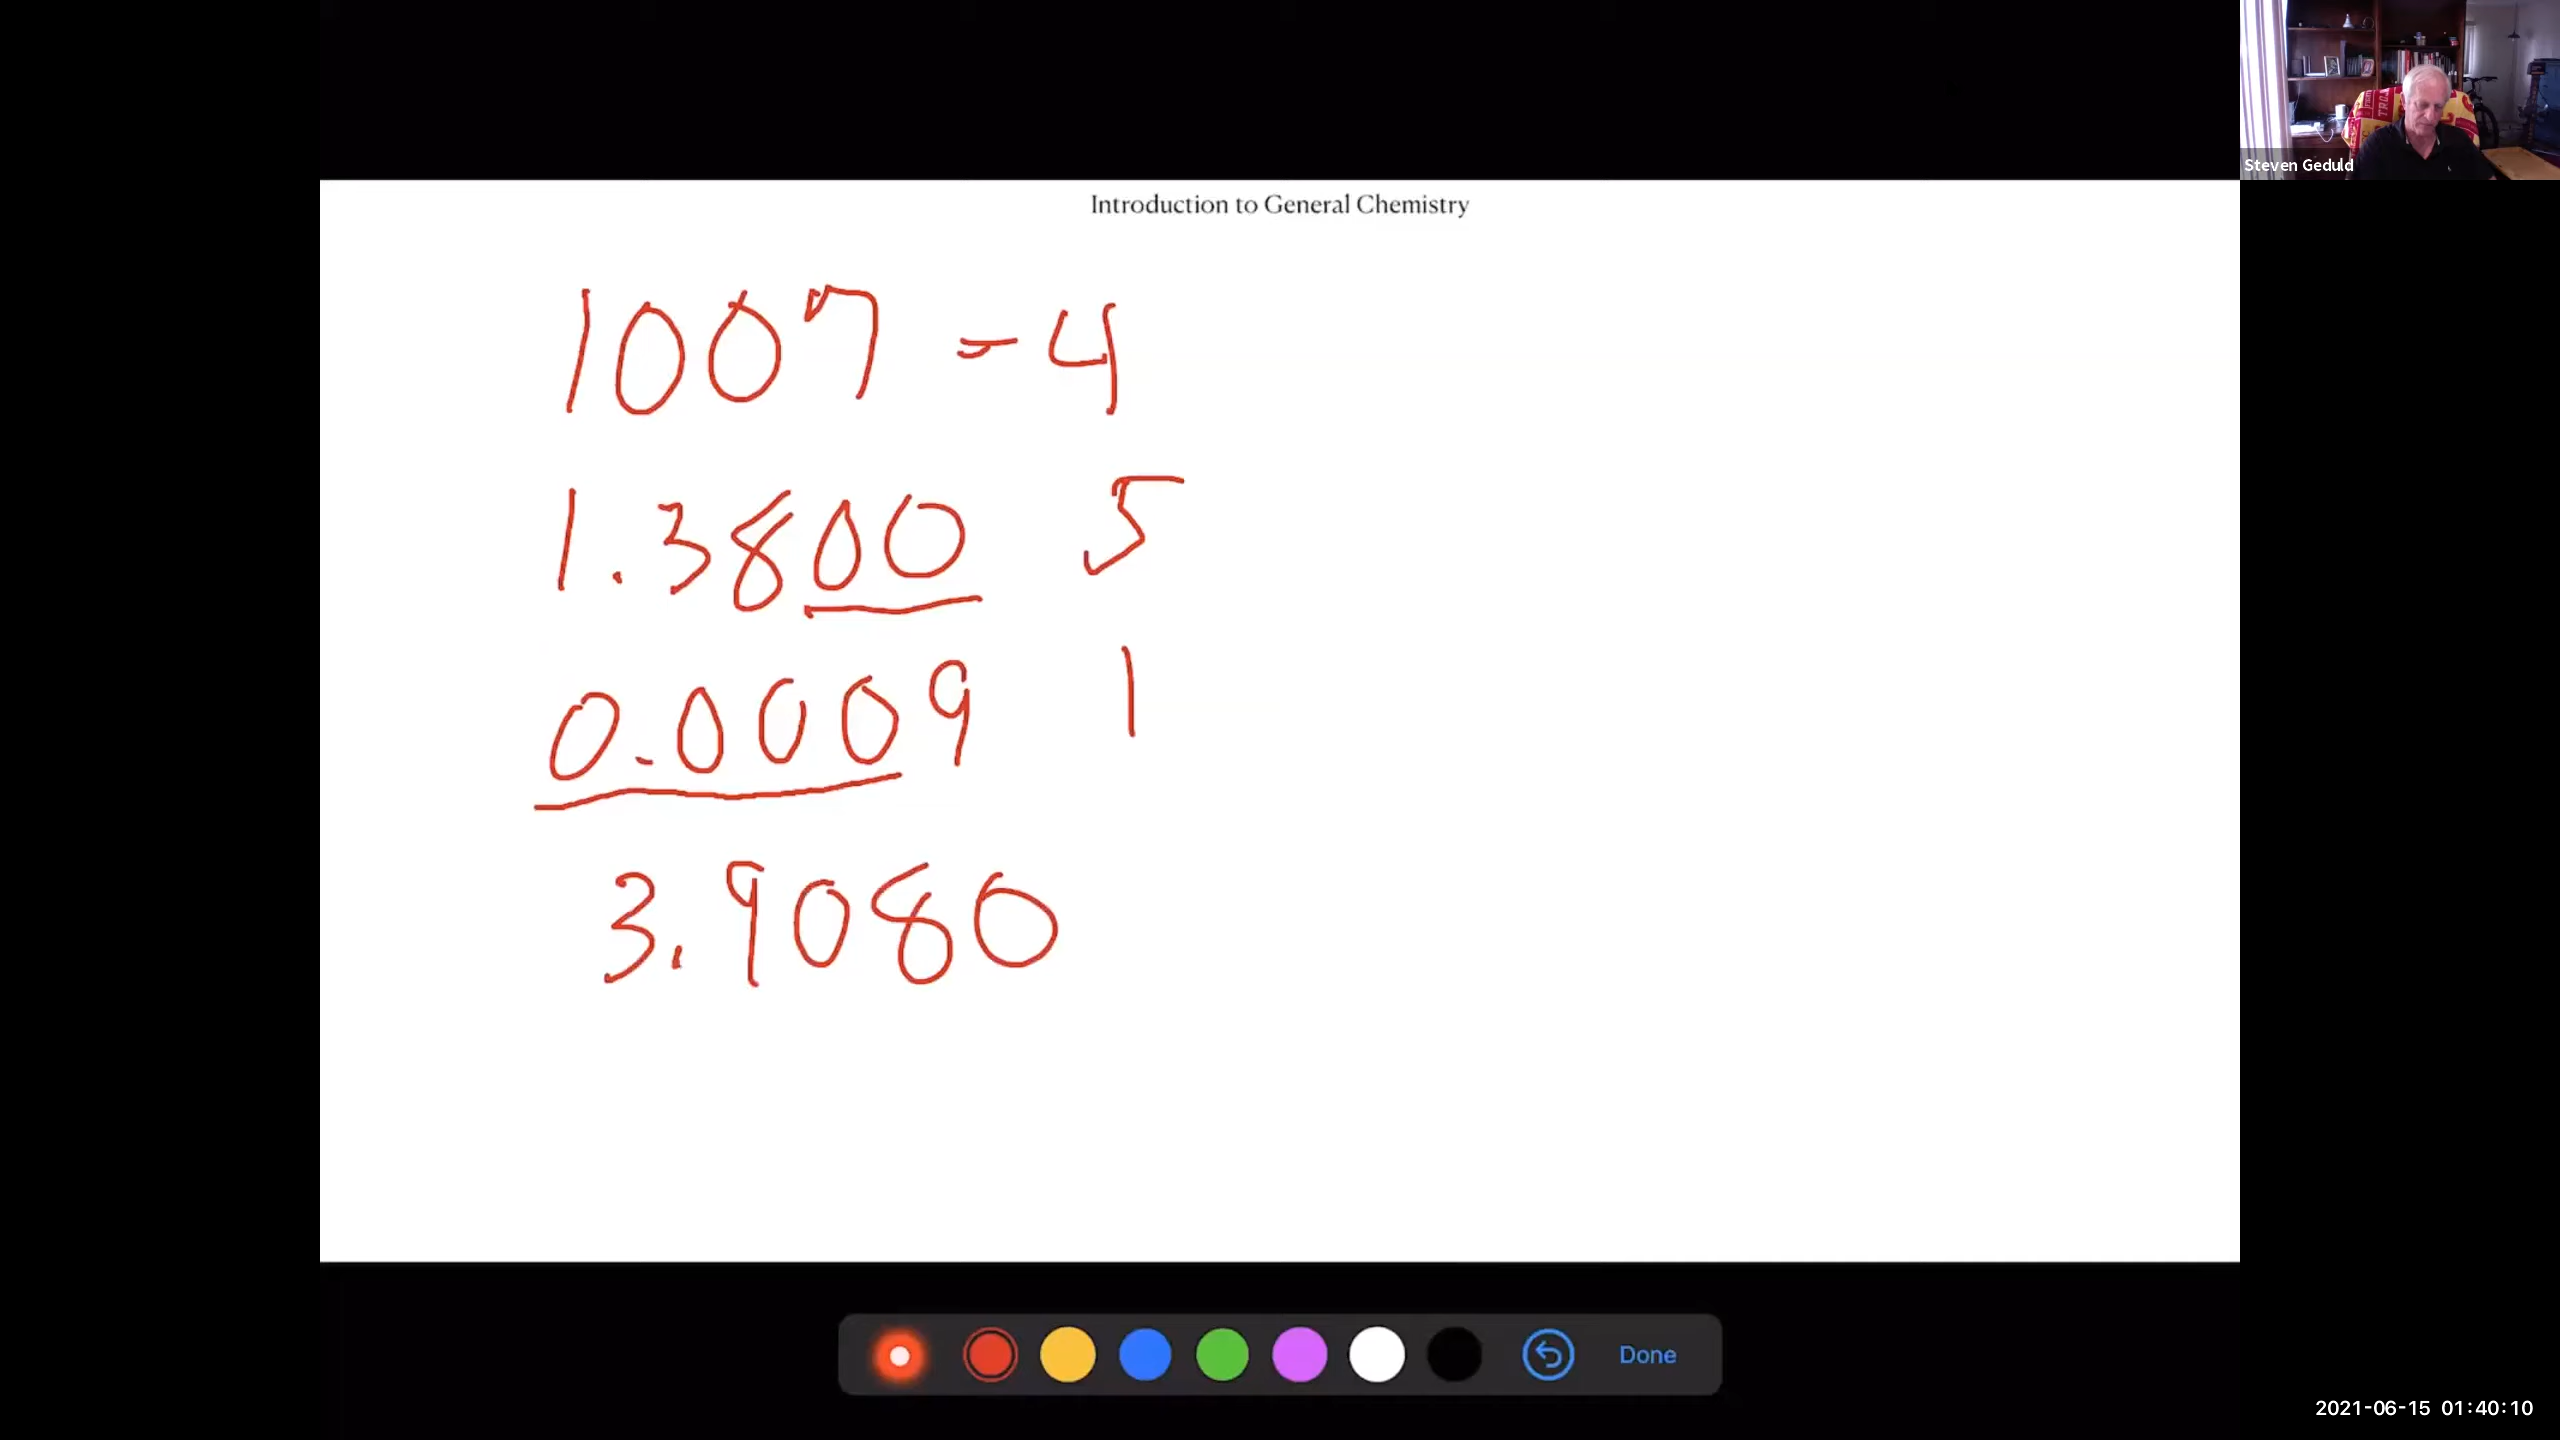 Steven Geduld
Introduction to General Chemistry
1007 = 4
1.3800 5
0.0009 1
3.9080
Done
2021-06-15 01:40:10